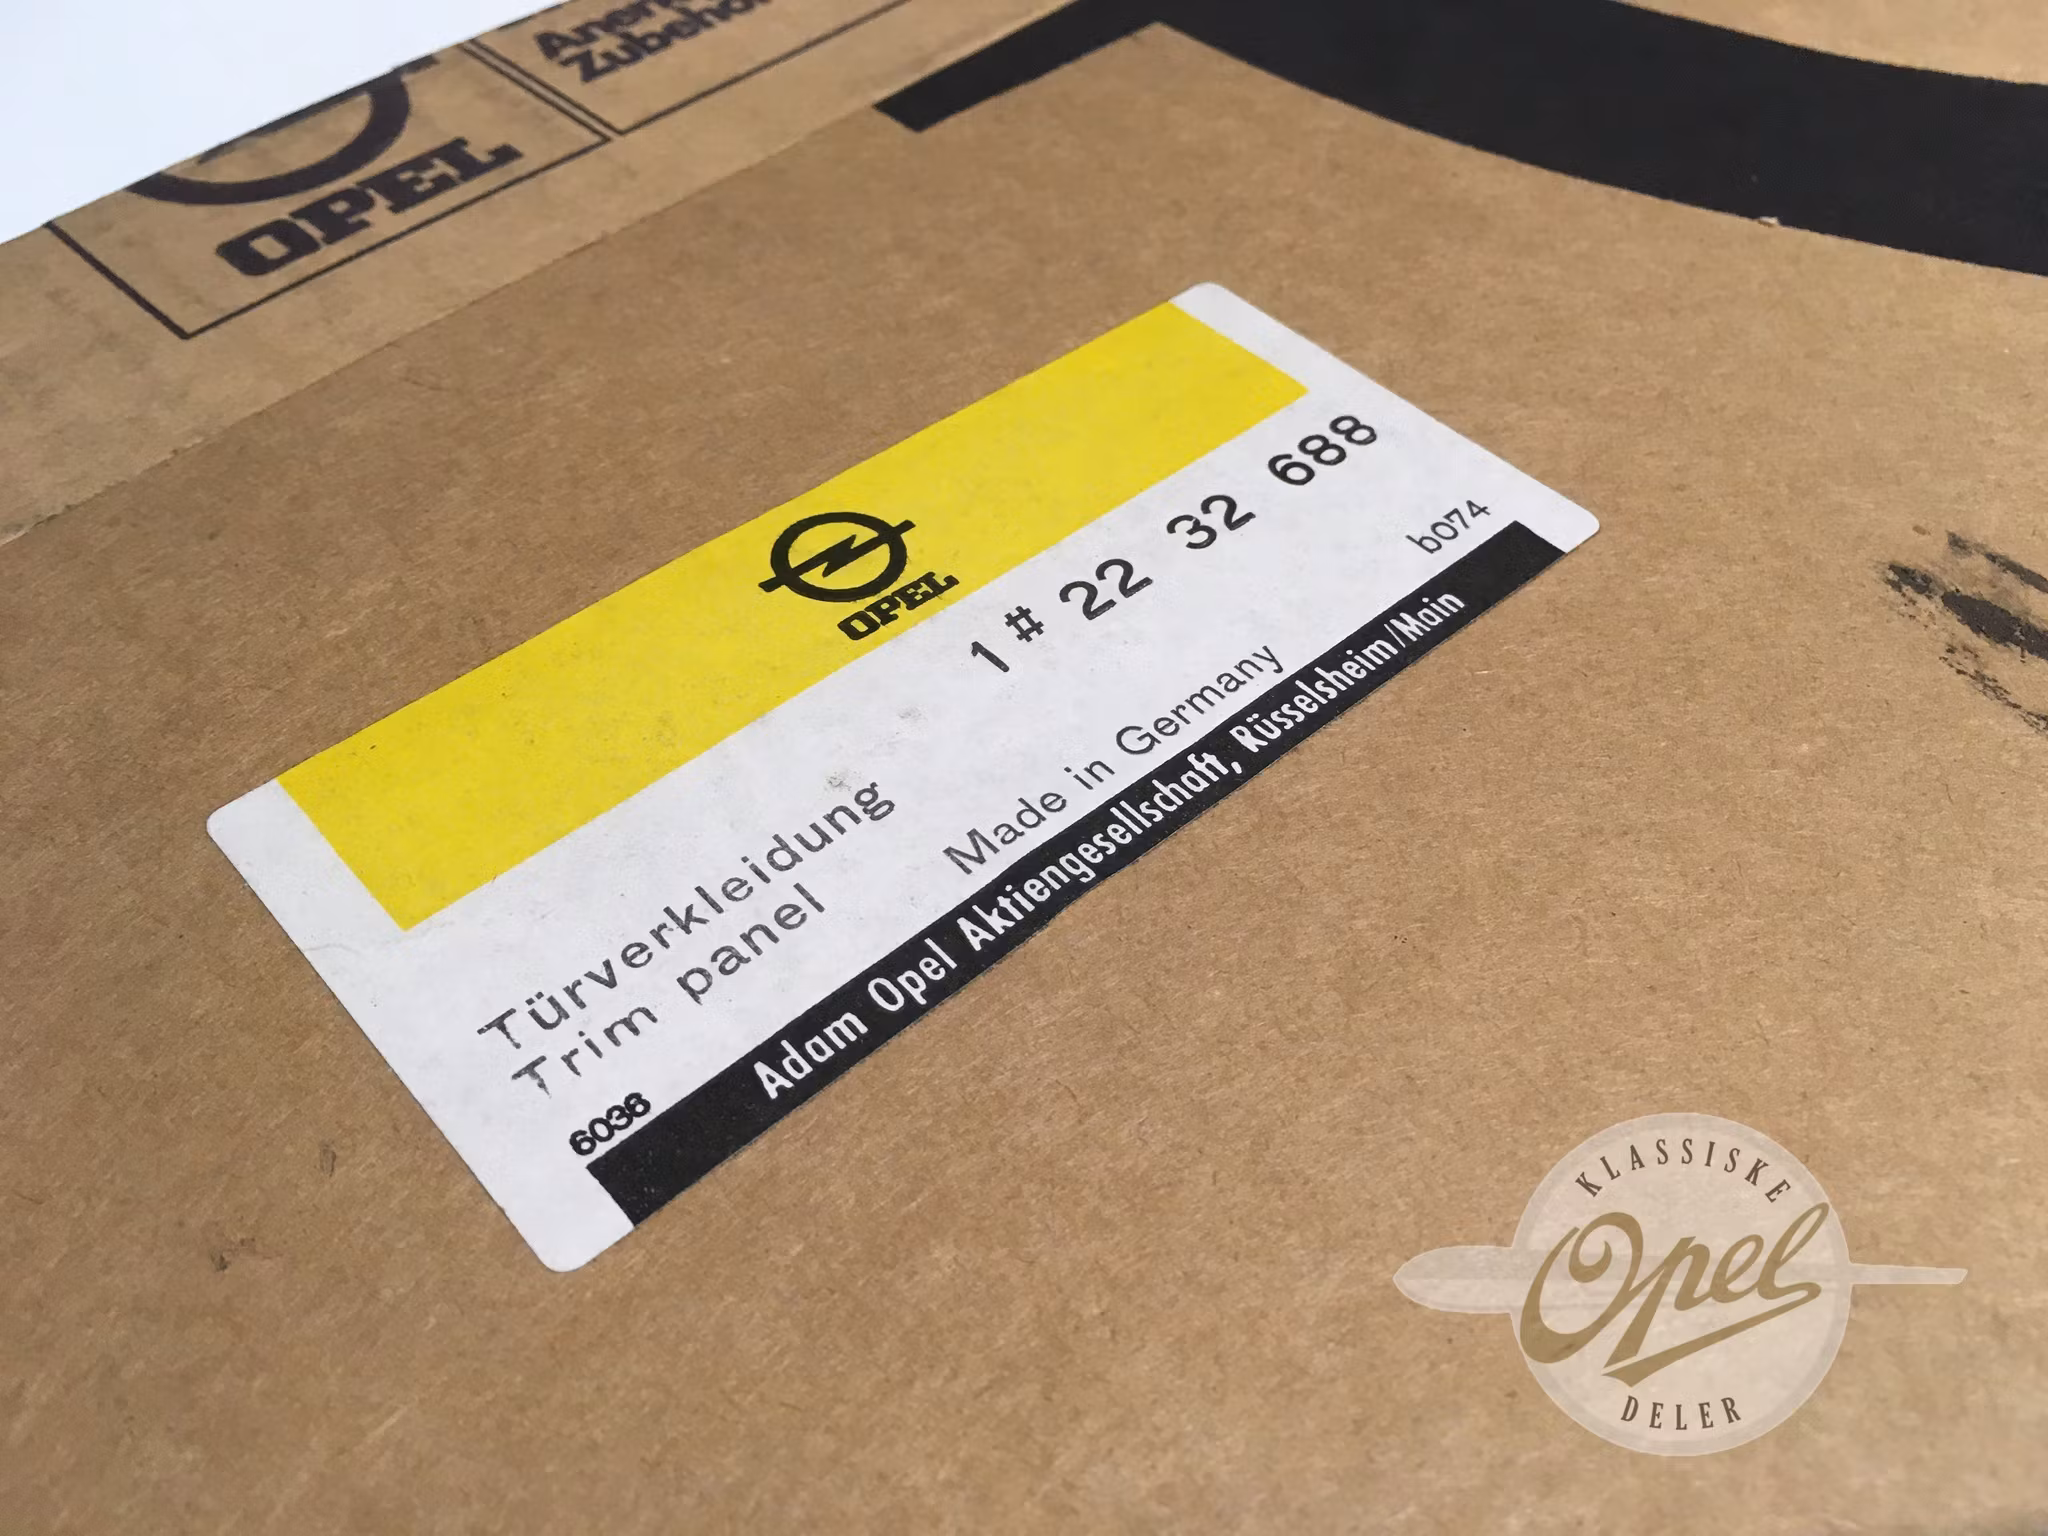 OPEL
OPEL
1 # 22 32 688
b074
Türverkleidung
Trim panel
Made in Germany
6038
Adam Opel Aktiengesellschaft, Rüsselsheim/Main
KLASSISKE
Opel
DELER